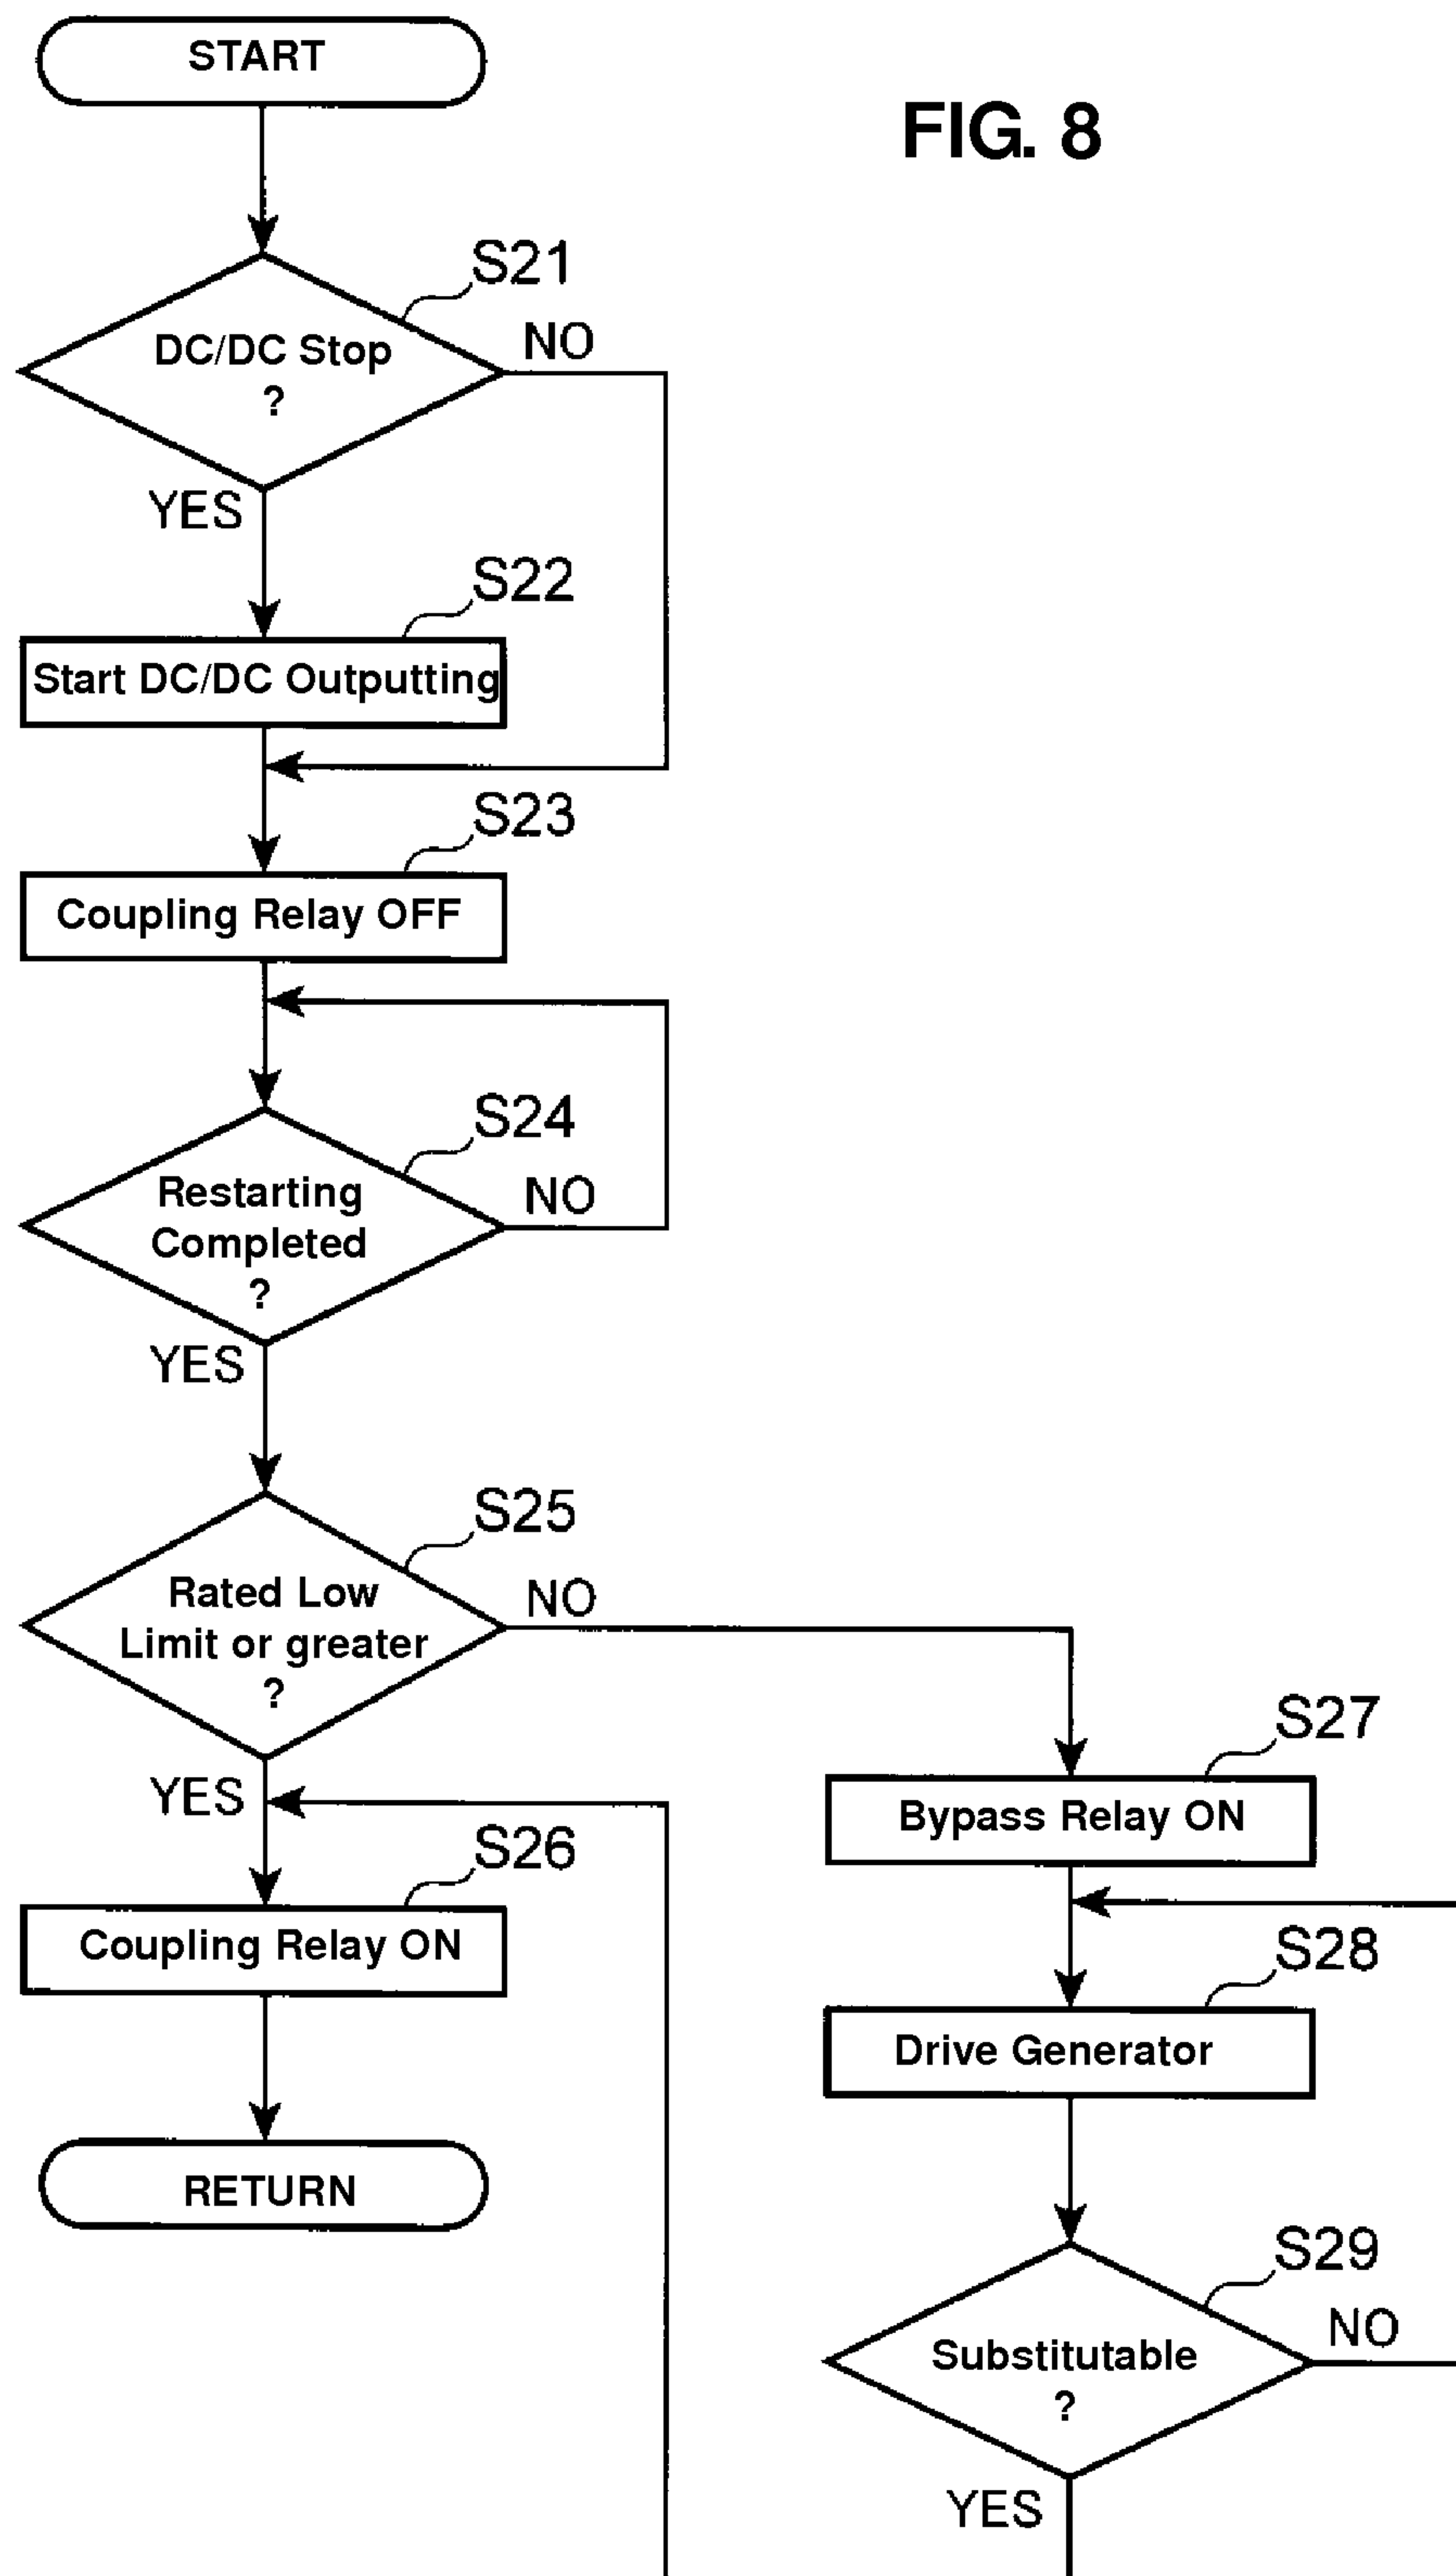 START
FIG. 8
S21
DC/DC Stop
?
NO
YES
S22
Start DC/DC Outputting
S23
Coupling Relay OFF
S24
Restarting
Completed
?
NO
YES
S25
Rated Low
Limit or greater
?
NO
YES
S26
Coupling Relay ON
RETURN
S27
Bypass Relay ON
S28
Drive Generator
S29
Substitutable
?
NO
YES